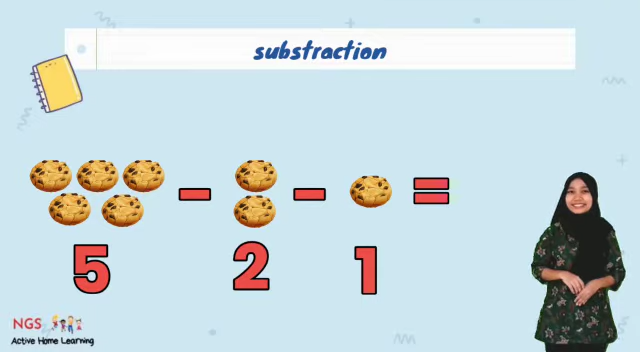 substraction
- - =
5 2 1
NGS
Active Home Learning